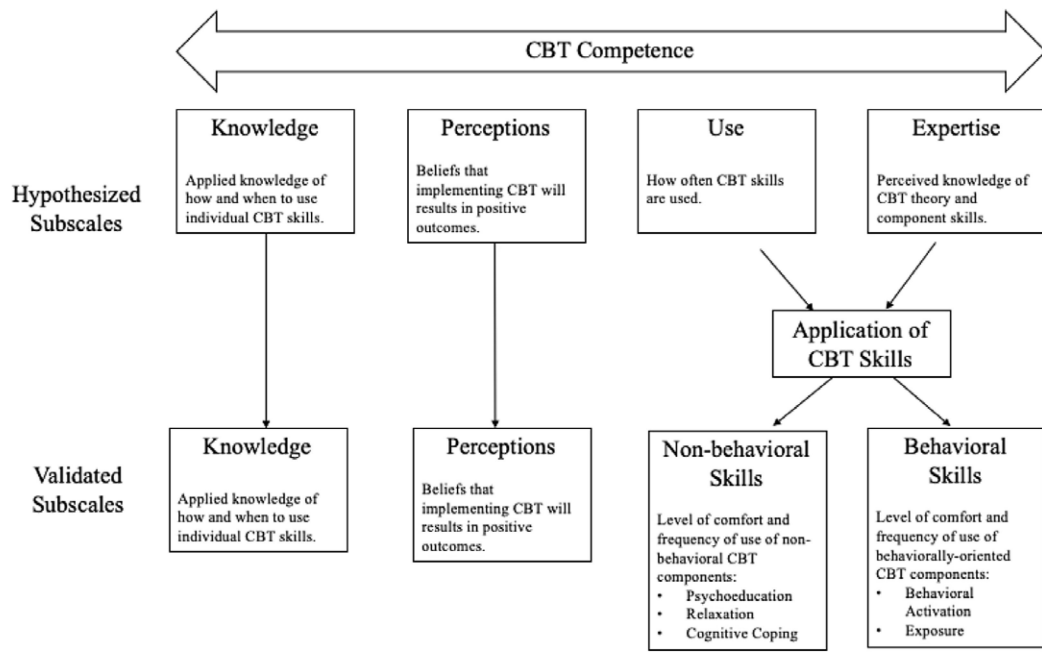 CBT Competence
Hypothesized
Subscales
Knowledge
Applied knowledge of
how and when to use
individual CBT skills.
Perceptions
Beliefs that
implementing CBT will
results in positive
outcomes.
Use
How often CBT skills
are used.
Expertise
Perceived knowledge of
CBT theory and
component skills.
Application of
CBT Skills
Validated
Subscales
Knowledge
Applied knowledge of
how and when to use
individual CBT skills.
Perceptions
Beliefs that
implementing CBT will
results in positive
outcomes.
Non-behavioral
Skills
Level of comfort and
frequency of use of non-
behavioral CBT
components:
• Psychoeducation
• Relaxation
• Cognitive Coping
Behavioral
Skills
Level of comfort and
frequency of use of
behaviorally-oriented
CBT components:
• Behavioral
Activation
• Exposure